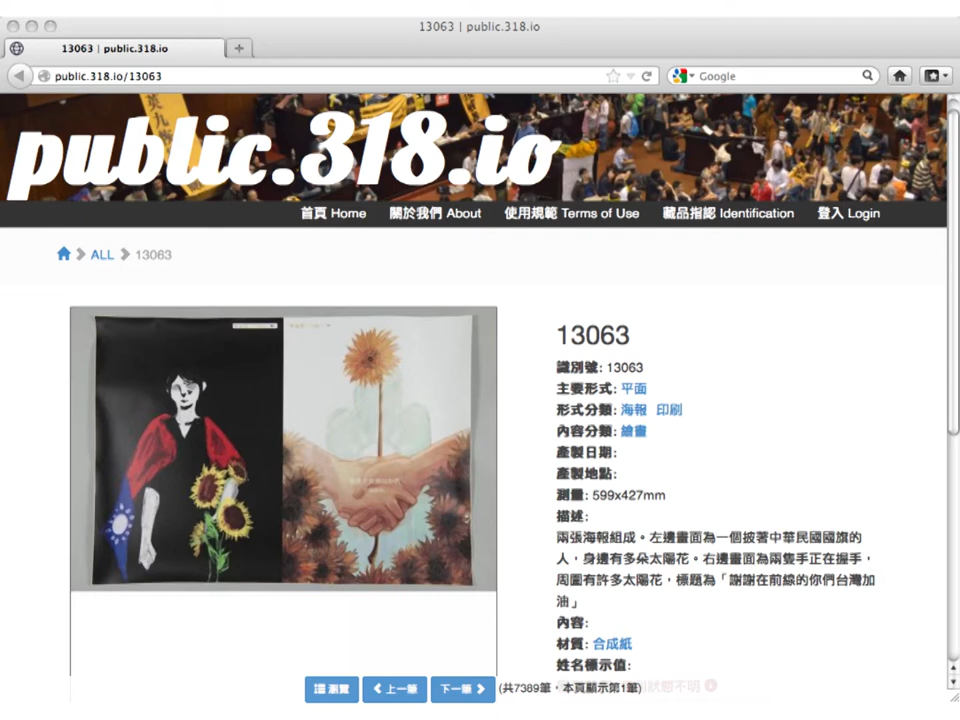 13063 | public.318.io
13063 | public.318.io
public.318.io/13063
Google
public.318.io
首頁 Home
關於我們 About
使用規範 Terms of Use
藏品指認 Identification
登入 Login
ALL
13063
13063
識別號: 13063
主要形式: 平面
形式分類: 海報 印刷
內容分類: 繪畫
產製日期:
產製地點:
測量: 599x427mm
描述:
兩張海報組成。左邊畫面為一個披著中華民國國旗的
人，身邊有多朵太陽花。右邊畫面為兩隻手正在握手，
周圍有許多太陽花，標題為「謝謝在前線的你們台灣加
油」
內容:
材質: 合成紙
姓名標示值:
瀏覽
上一筆
下一筆
(共7389筆，本頁顯示第1筆)
狀態不明